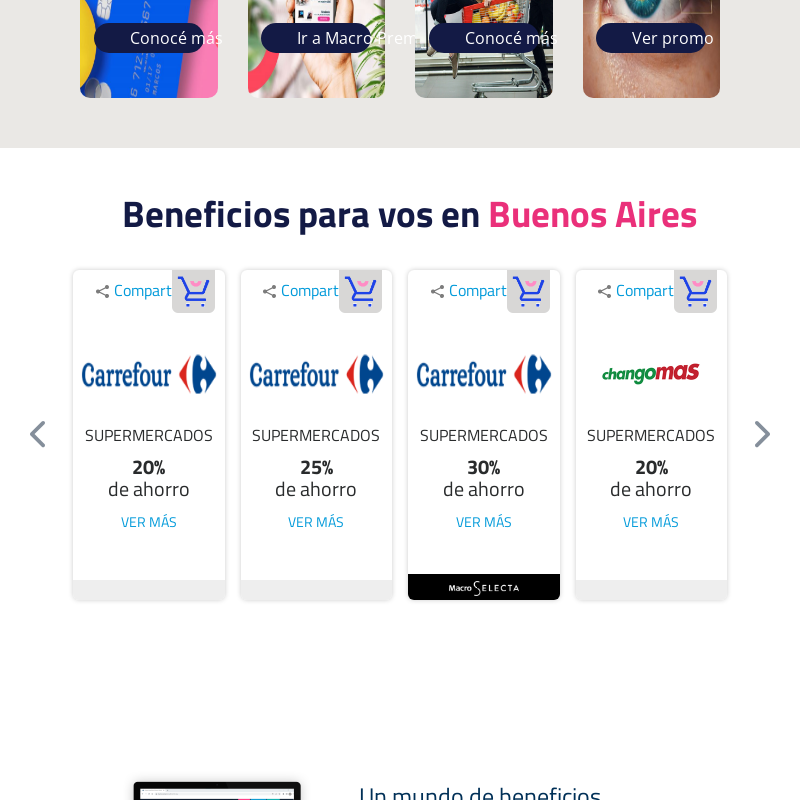 Conocé más
Ir a Macro Prem
Conocé más
Ver promo
Beneficios para vos en Buenos Aires
Compart
Compart
Compart
Compart
Carrefour
Carrefour
Carrefour
changomas
SUPERMERCADOS
SUPERMERCADOS
SUPERMERCADOS
SUPERMERCADOS
20%
25%
30%
20%
de ahorro
de ahorro
de ahorro
de ahorro
VER MÁS
VER MÁS
VER MÁS
VER MÁS
Macro SELECTA
Un mundo de beneficios